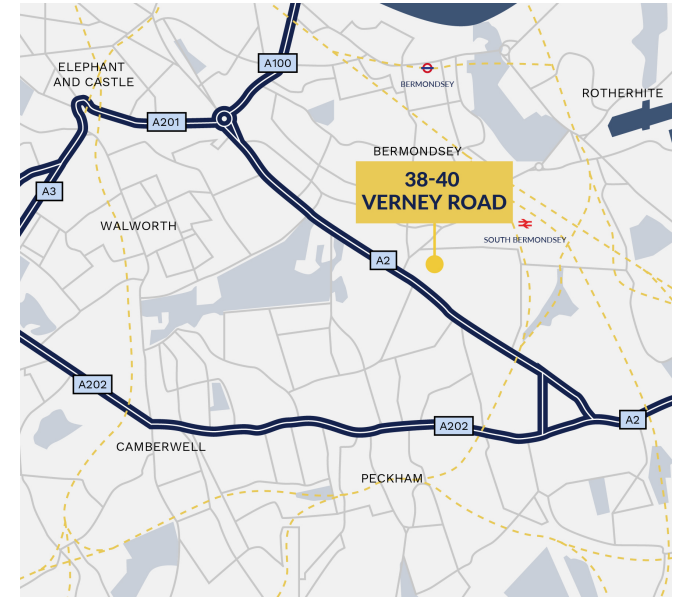 A100
ELEPHANT
AND CASTLE
BERMONDSEY
ROTHERHITE
A201
BERMONDSEY
38-40
VERNEY ROAD
A3
WALWORTH
SOUTH BERMONDSEY
A2
A202
A2
A202
CAMBERWELL
PECKHAM